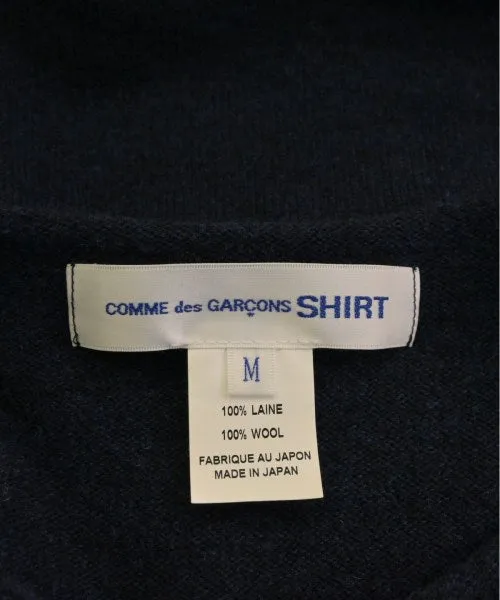 COMME des GARÇONS SHIRT
M
100% LAINE
100% WOOL
FABRIQUE AU JAPON
MADE IN JAPAN